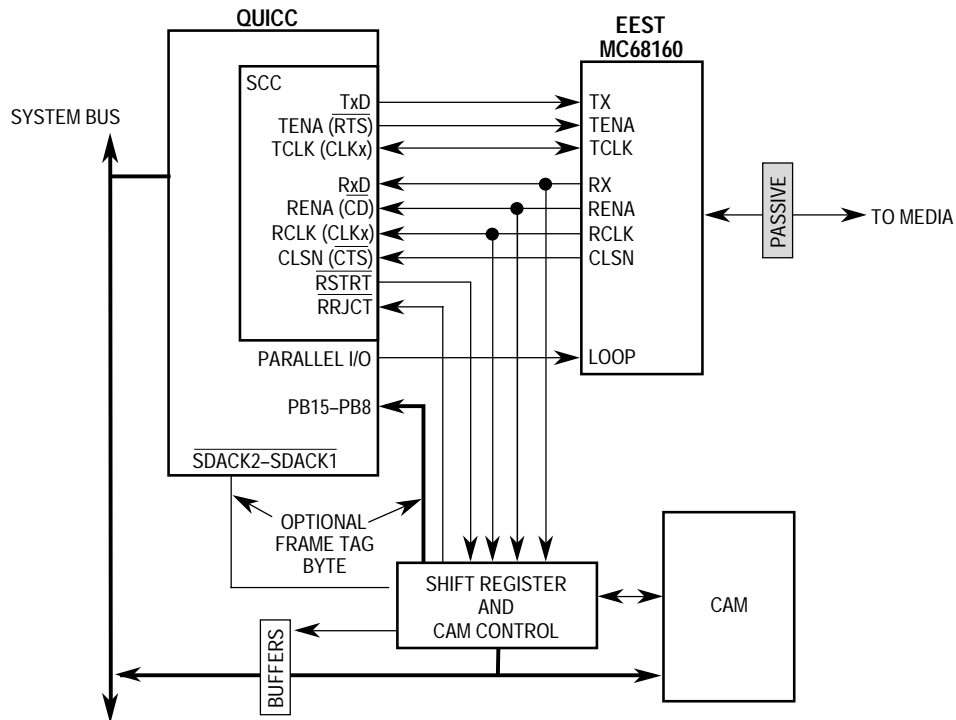 QUICC
EEST
MC68160
SCC
SYSTEM BUS
TxD
TENA (RTS)
TCLK (CLKx)
RxD
RENA (CD)
RCLK (CLKx)
CLSN (CTS)
RSTRT
RRJCT
PARALLEL I/O
PB15–PB8
SDACK2–SDACK1
TX
TENA
TCLK
RX
RENA
RCLK
CLSN
LOOP
PASSIVE
TO MEDIA
OPTIONAL
FRAME TAG
BYTE
SHIFT REGISTER
AND
CAM CONTROL
CAM
BUFFERS